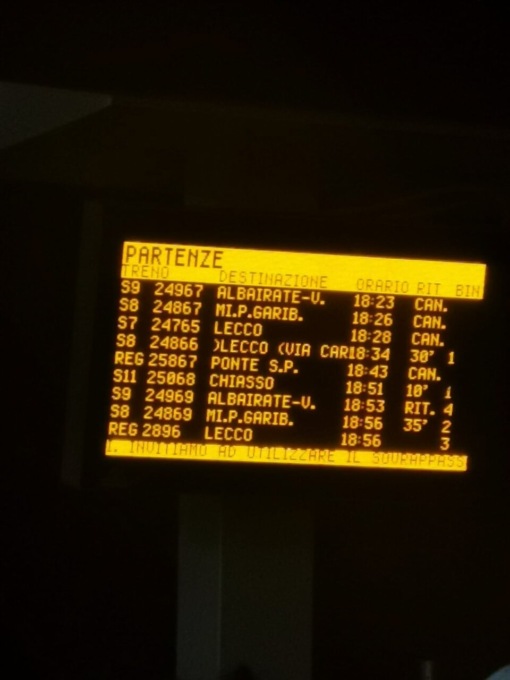 PARTENZE
TRENO DESTINAZIONE ORARIO RIT BIN
S9 24967 ALBAIRATE-V. 18:23 CAN.
S8 24867 MI.P.GARIB. 18:26 CAN.
S7 24765 LECCO 18:28 CAN.
S8 24866 )LECCO (VIA CAR18:34 30' 1
REG 25867 PONTE S.P. 18:43 CAN.
S11 25068 CHIASSO 18:51 10' 1
S9 24969 ALBAIRATE-V. 18:53 RIT. 4
S8 24869 MI.P.GARIB. 18:56 35' 2
REG 2896 LECCO 18:56 3
. INVITIAMO AD UTILIZZARE IL SOVRAPPASS